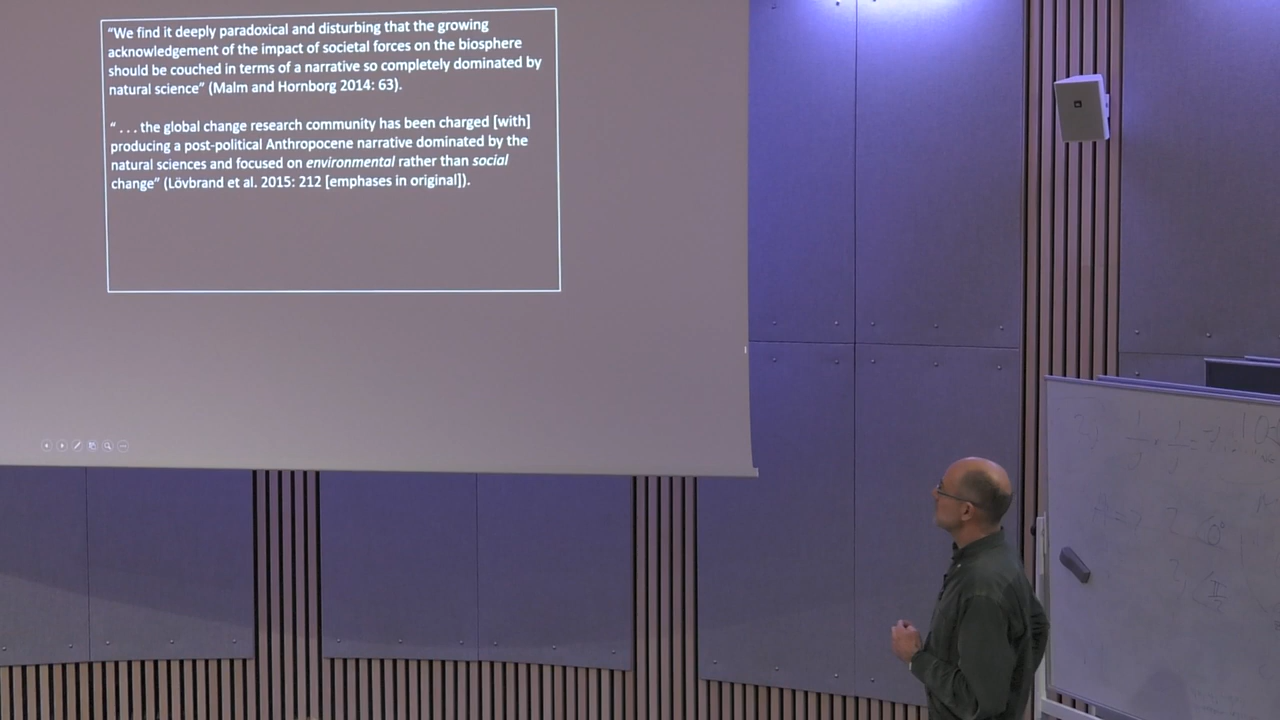 “We find it deeply paradoxical and disturbing that the growing
acknowledgement of the impact of societal forces on the biosphere
should be couched in terms of a narrative so completely dominated by
natural science” (Malm and Hornborg 2014: 63).
“ . . . the global change research community has been charged [with]
producing a post-political Anthropocene narrative dominated by the
natural sciences and focused on environmental rather than social
change” (Lövbrand et al. 2015: 212 [emphases in original]).